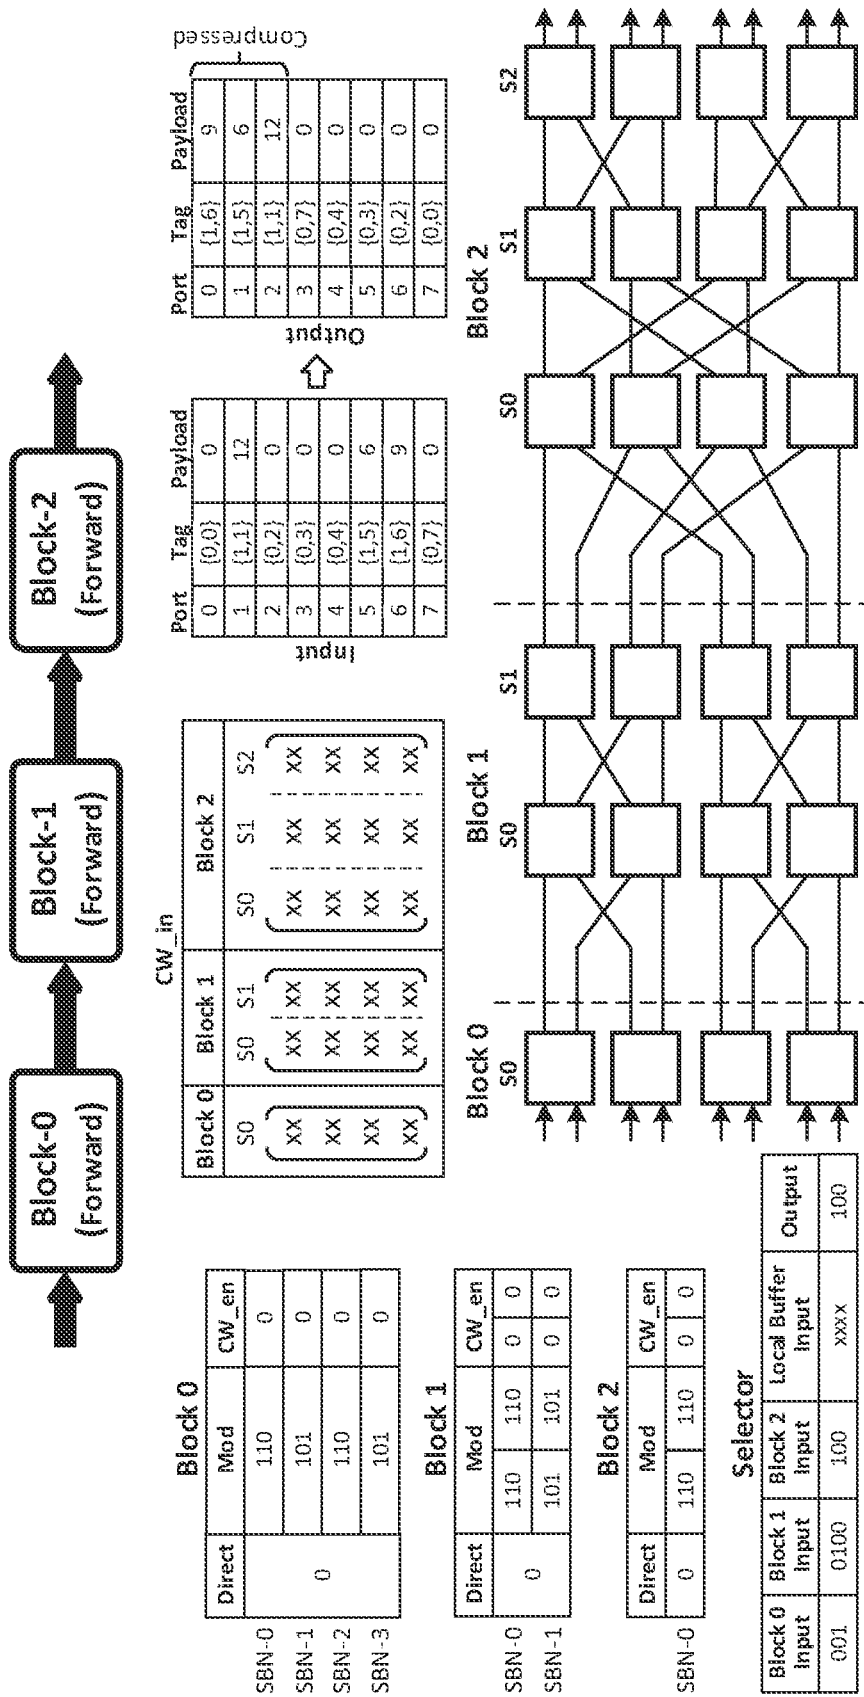 Block-0
(Forward)
Block-1
(Forward)
Block-2
(Forward)
Block 0
Direct Mod CW_en
SBN-0 0 110 0
SBN-1 101 0
SBN-2 110 0
SBN-3 101 0
Block 1
Direct Mod CW_en
SBN-0 0 110 110 0 0
SBN-1 101 101 0 0
Block 2
Direct Mod CW_en
SBN-0 0 110 110 0 0
Selector
Block 0 Input Block 1 Input Block 2 Input Local Buffer Input Output
001 0100 100 xxxx 100
CW_in
Block 0 Block 1 Block 2
S0 S0 S1 S0 S1 S2
xx xx xx xx xx xx
xx xx xx xx xx xx
xx xx xx xx xx xx
xx xx xx xx xx xx
Input
Port Tag Payload
0 {0,0} 0
1 {1,1} 12
2 {0,2} 0
3 {0,3} 0
4 {0,4} 0
5 {1,5} 6
6 {1,6} 9
7 {0,7} 0
Output
Port Tag Payload
0 {1,6} 9
1 {1,5} 6
2 {1,1} 12
3 {0,7} 0
4 {0,4} 0
5 {0,3} 0
6 {0,2} 0
7 {0,0} 0
Compressed
Block 0 Block 1 Block 2
S0 S0 S1 S0 S1 S2